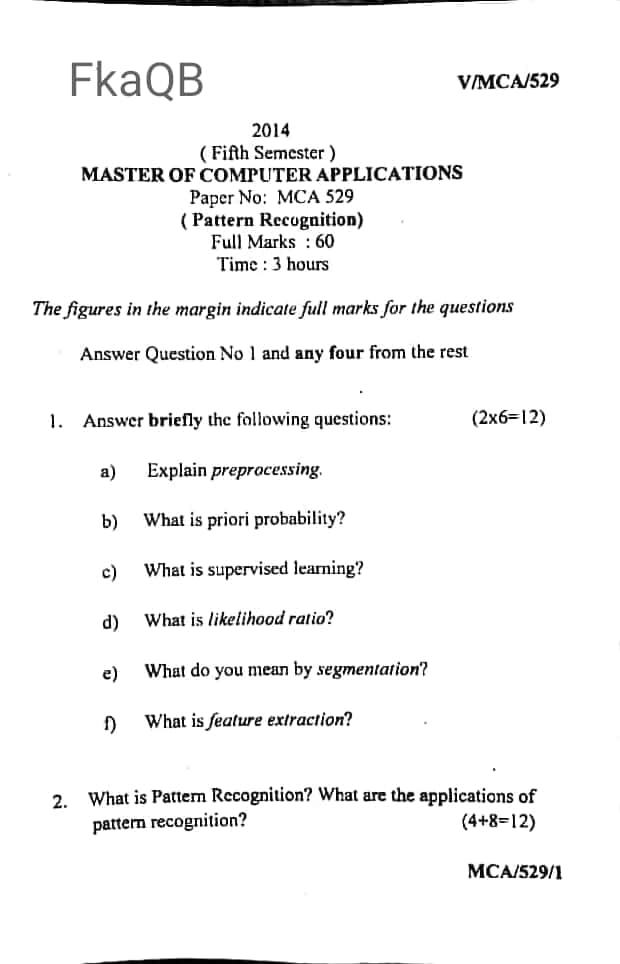 FkaQB
V/MCA/529
2014
( Fifth Semester )
MASTER OF COMPUTER APPLICATIONS
Paper No: MCA 529
( Pattern Recognition)
Full Marks : 60
Time : 3 hours
The figures in the margin indicate full marks for the questions
Answer Question No 1 and any four from the rest
1. Answer briefly the following questions: (2x6=12)
a) Explain preprocessing.
b) What is priori probability?
c) What is supervised learning?
d) What is likelihood ratio?
e) What do you mean by segmentation?
f) What is feature extraction?
2. What is Pattern Recognition? What are the applications of
pattern recognition? (4+8=12)
MCA/529/1